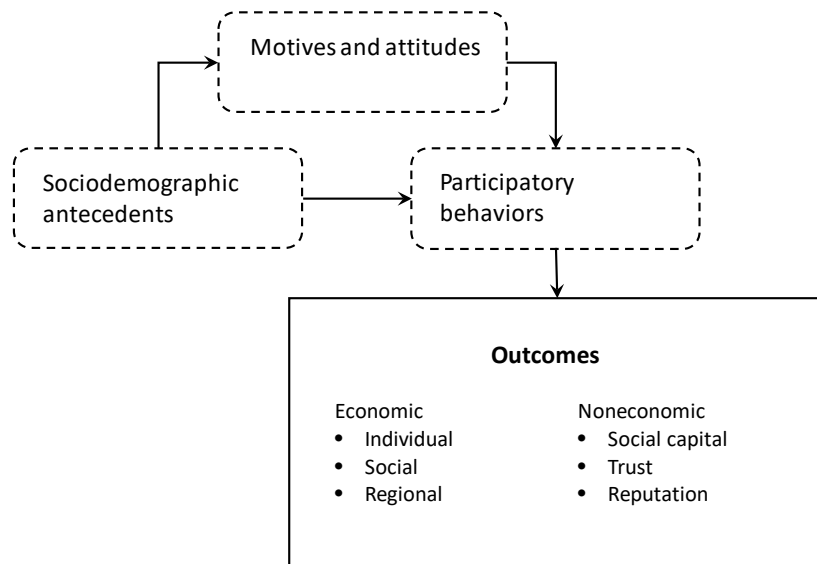 Motives and attitudes
Sociodemographic
antecedents
Participatory
behaviors
Outcomes
Economic
• Individual
• Social
• Regional
Noneconomic
• Social capital
• Trust
• Reputation